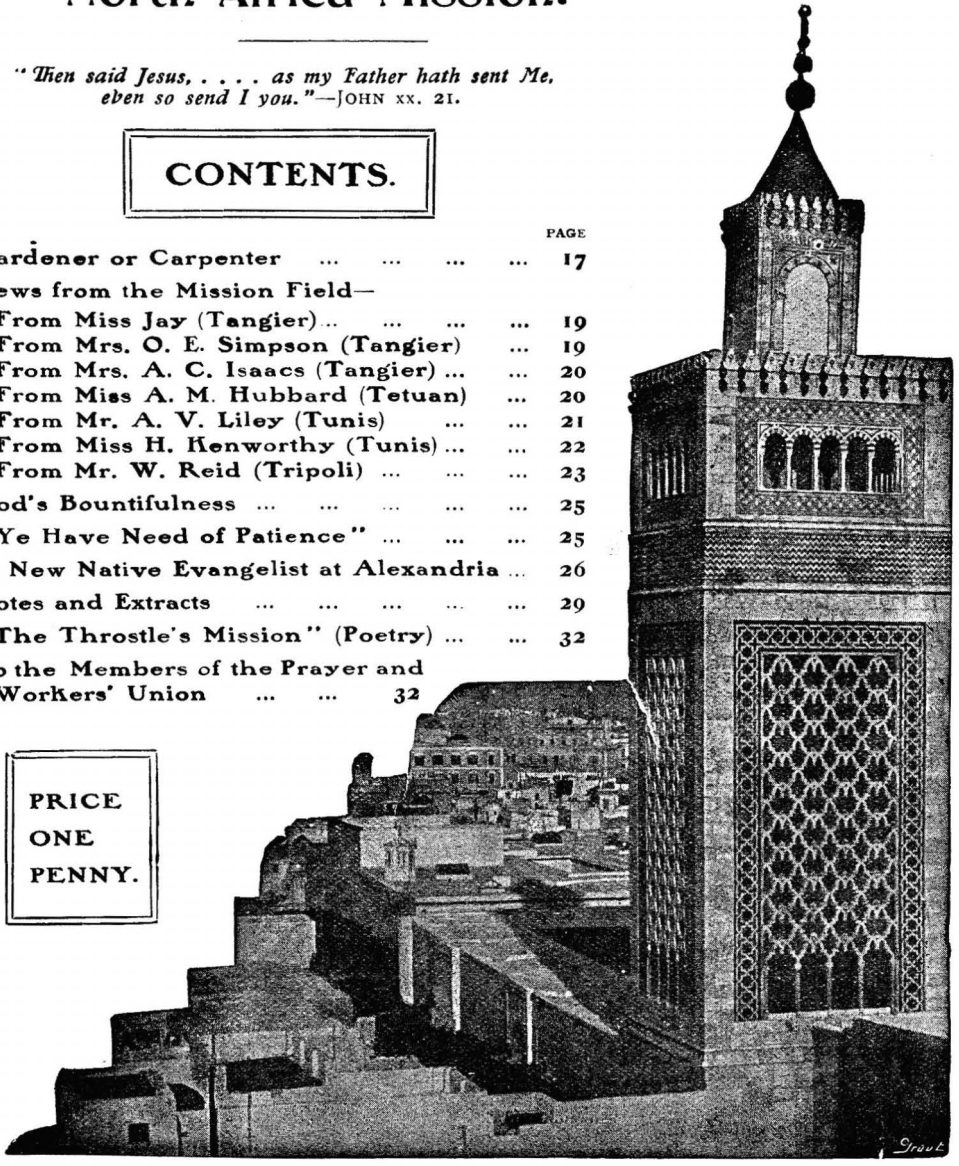 North Africa Mission.
"Then said Jesus, . . . . as my Father hath sent Me,
even so send I you."—JOHN xx. 21.
CONTENTS.
PAGE
ardener or Carpenter ... ... ... ... 17
ews from the Mission Field—
From Miss Jay (Tangier)... ... ... ... 19
From Mrs. O. E. Simpson (Tangier) ... 19
From Mrs. A. C. Isaacs (Tangier) ... ... 20
From Miss A. M. Hubbard (Tetuan) ... 20
From Mr. A. V. Liley (Tunis) ... ... 21
From Miss H. Kenworthy (Tunis) ... ... 22
From Mr. W. Reid (Tripoli) ... ... ... 23
od's Bountifulness ... ... ... ... ... 25
Ye Have Need of Patience" ... ... ... 25
New Native Evangelist at Alexandria ... 26
otes and Extracts ... ... ... ... ... 29
The Throstle's Mission" (Poetry) ... ... 32
o the Members of the Prayer and
Workers' Union ... ... 32
PRICE
ONE
PENNY.
Grout